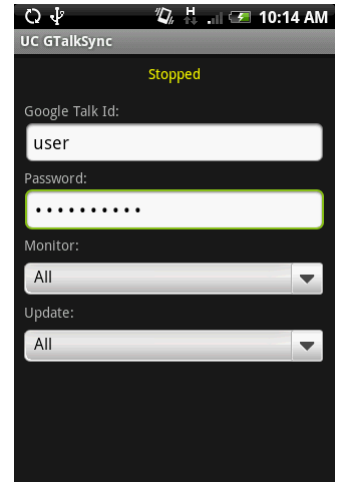 H 10:14 AM
UC GTalkSync
Stopped
Google Talk Id:
user
Password:
••••••••••
Monitor:
All
Update:
All